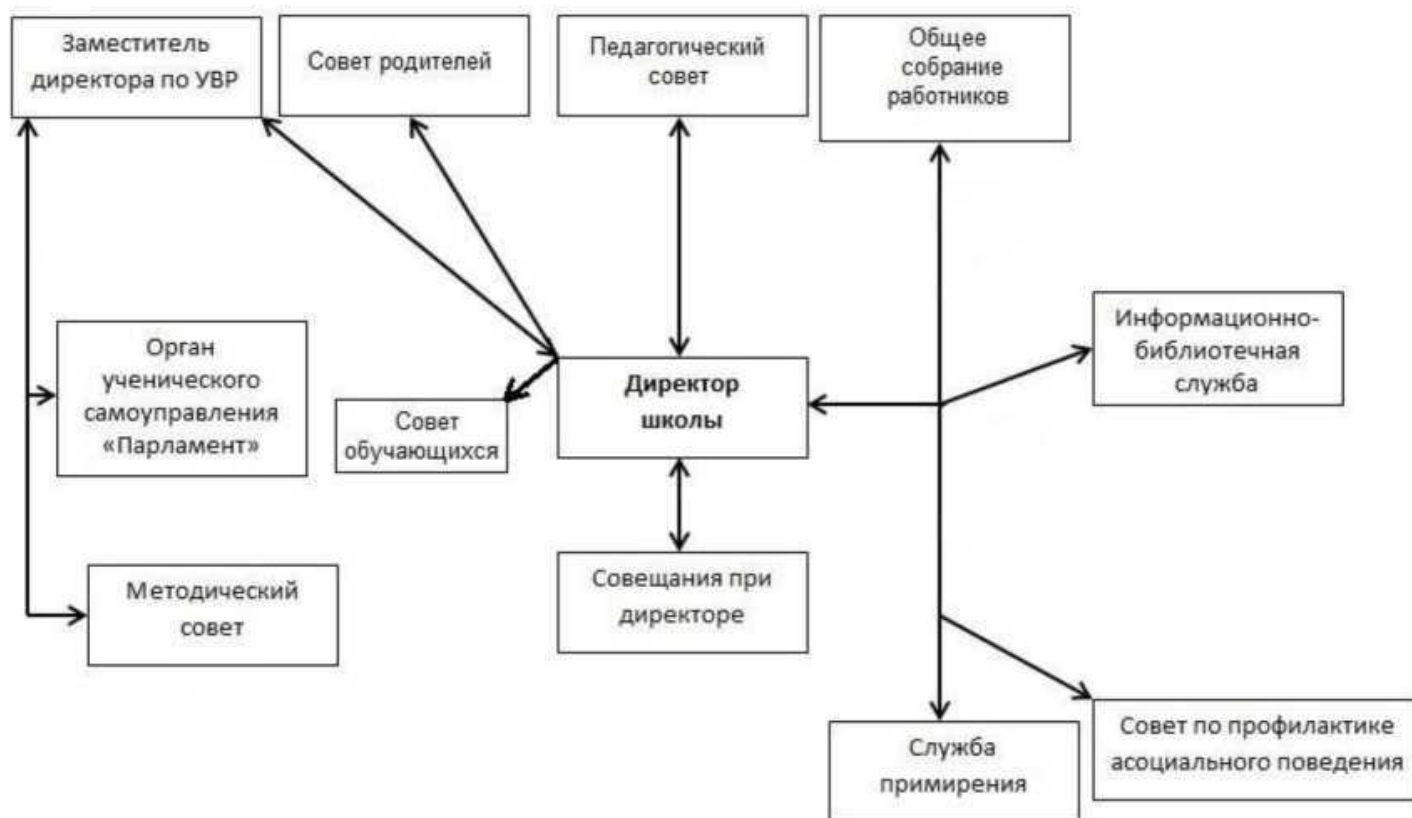 Заместитель
директора по УВР
Совет родителей
Педагогический
совет
Общее
собрание
работников
Информационно-
библиотечная
служба
Орган
ученического
самоуправления
«Парламент»
Директор
школы
Совет
обучающихся
Совещания при
директоре
Методический
совет
Служба
примирения
Совет по профилактике
асоциального поведения